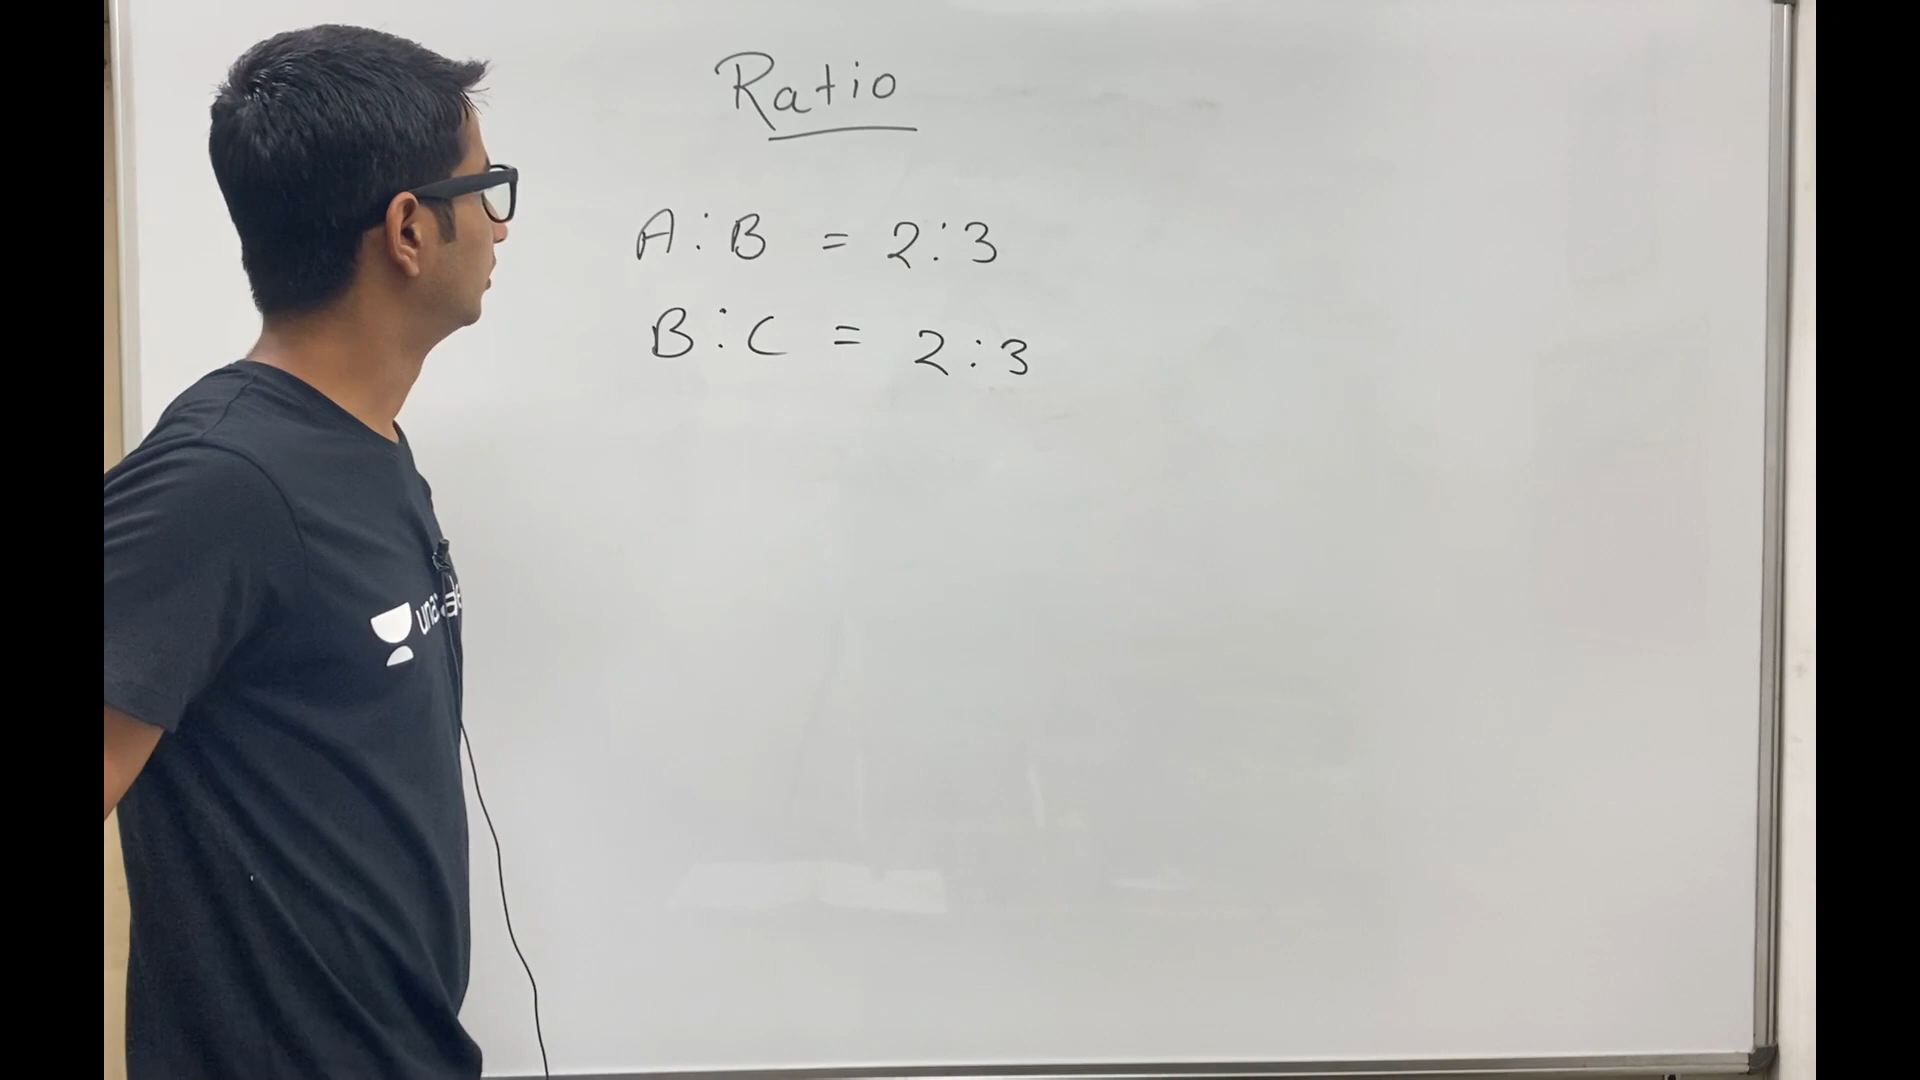 Ratio
A : B = 2 : 3
B : C = 2 : 3